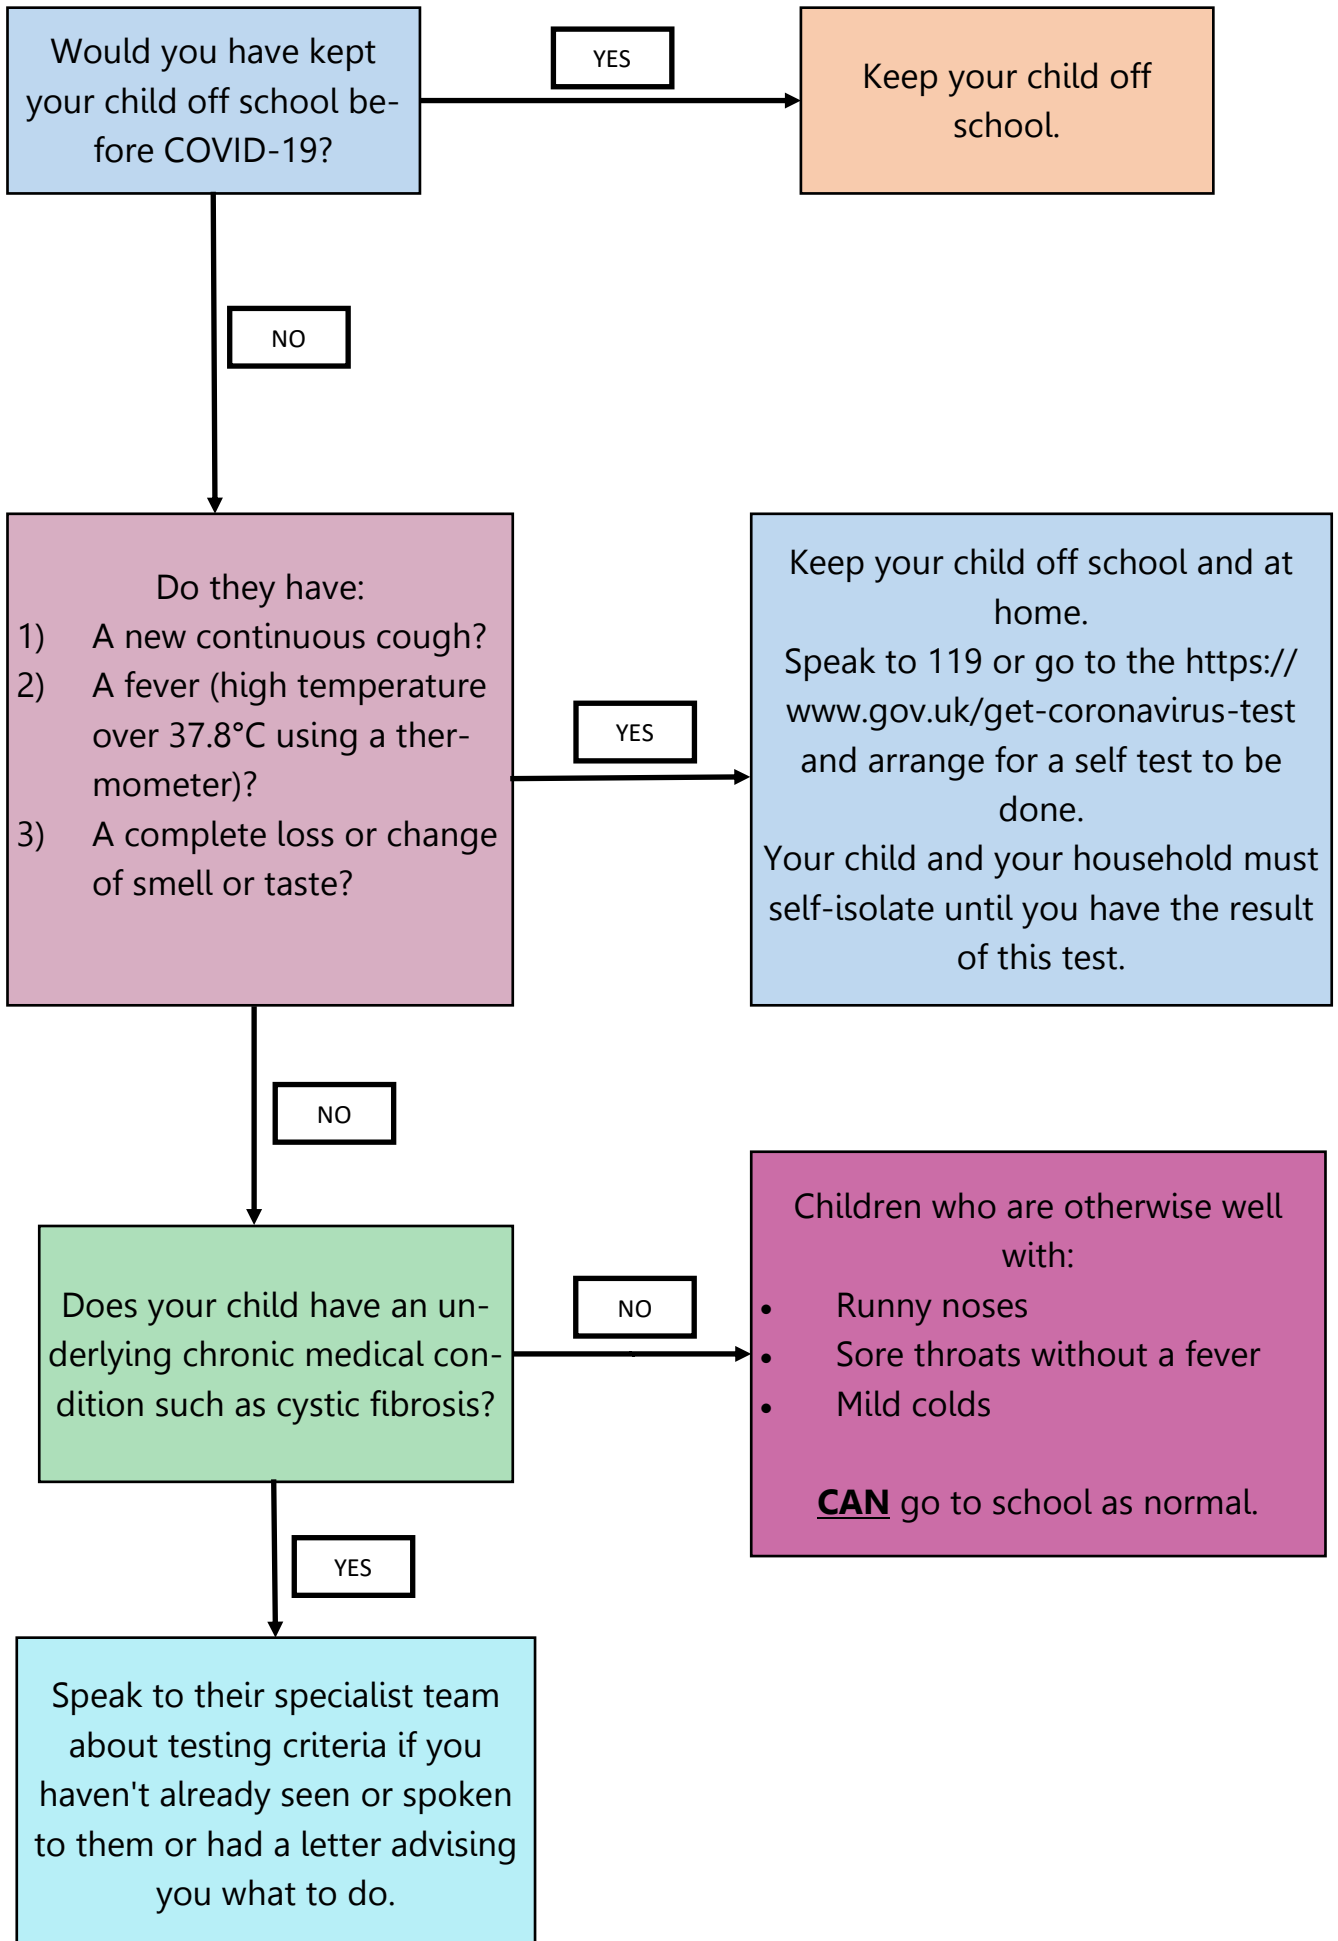 Would you have kept
your child off school be-
fore COVID-19?
YES
Keep your child off
school.
NO
Do they have:
1) A new continuous cough?
2) A fever (high temperature
over 37.8°C using a ther-
mometer)?
3) A complete loss or change
of smell or taste?
YES
Keep your child off school and at
home.
Speak to 119 or go to the https://
www.gov.uk/get-coronavirus-test
and arrange for a self test to be
done.
Your child and your household must
self-isolate until you have the result
of this test.
NO
Does your child have an un-
derlying chronic medical con-
dition such as cystic fibrosis?
NO
Children who are otherwise well
with:
• Runny noses
• Sore throats without a fever
• Mild colds
CAN go to school as normal.
YES
Speak to their specialist team
about testing criteria if you
haven't already seen or spoken
to them or had a letter advising
you what to do.